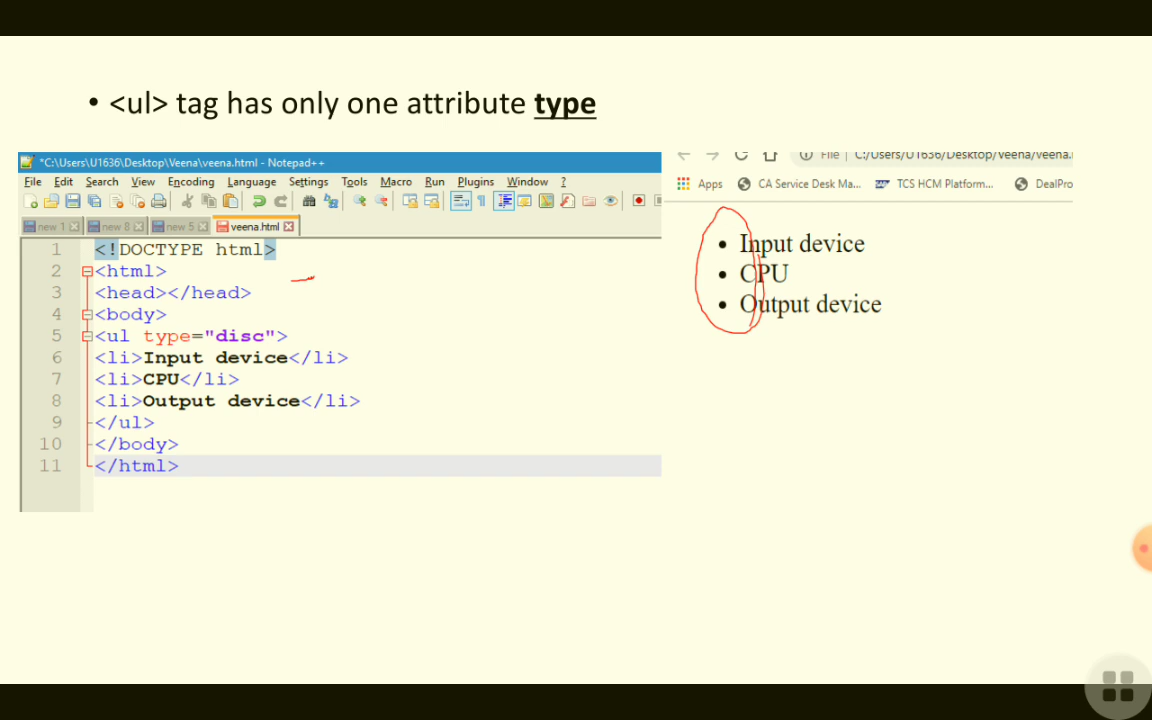 • <ul> tag has only one attribute type
*C:\Users\U1636\Desktop\Veena\veena.html - Notepad++
File Edit Search View Encoding Language Settings Tools Macro Run Plugins Window ?
new 1 new 8 new 5 veena.html
1 <!DOCTYPE html>
2 <html>
3 <head></head>
4 <body>
5 <ul type="disc">
6 <li>Input device</li>
7 <li>CPU</li>
8 <li>Output device</li>
9 </ul>
10 </body>
11 </html>
File | C:/Users/U1636/Desktop/Veena/veena.
Apps CA Service Desk Ma... TCS HCM Platform... DealPro
• Input device
• CPU
• Output device